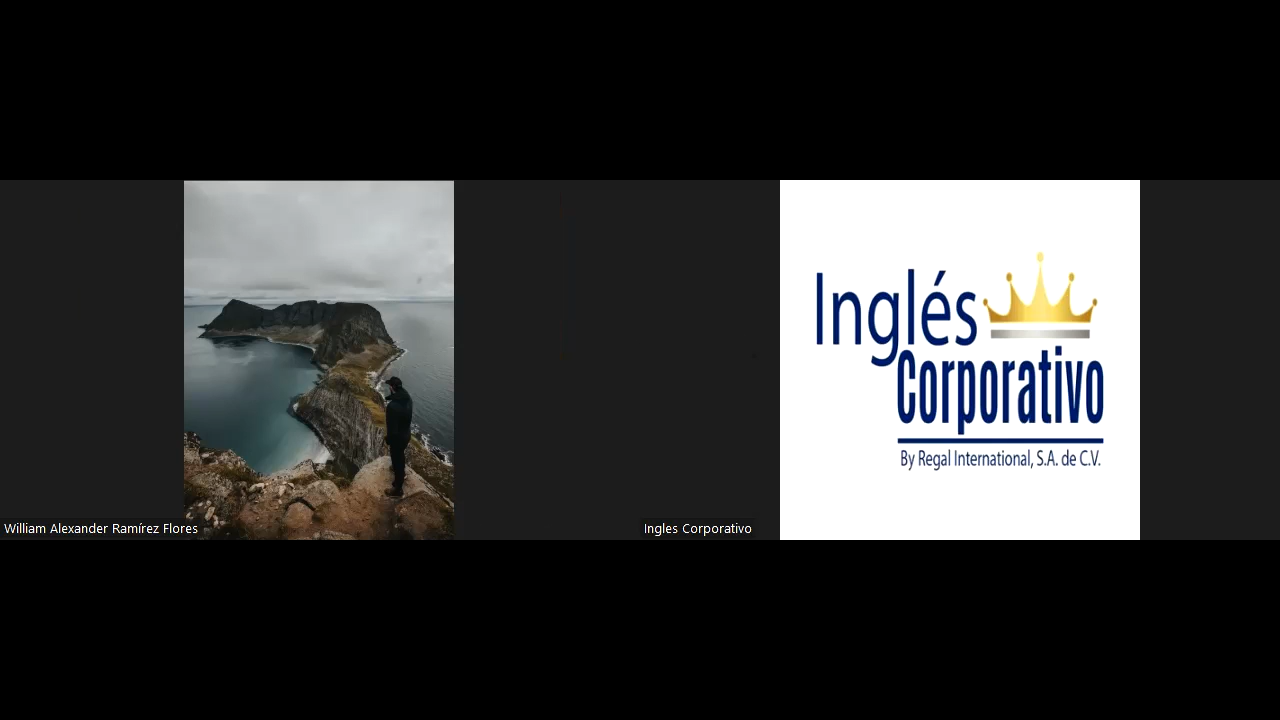 Inglés
Corporativo
By Regal International, S.A. de C.V.
William Alexander Ramírez Flores
Ingles Corporativo